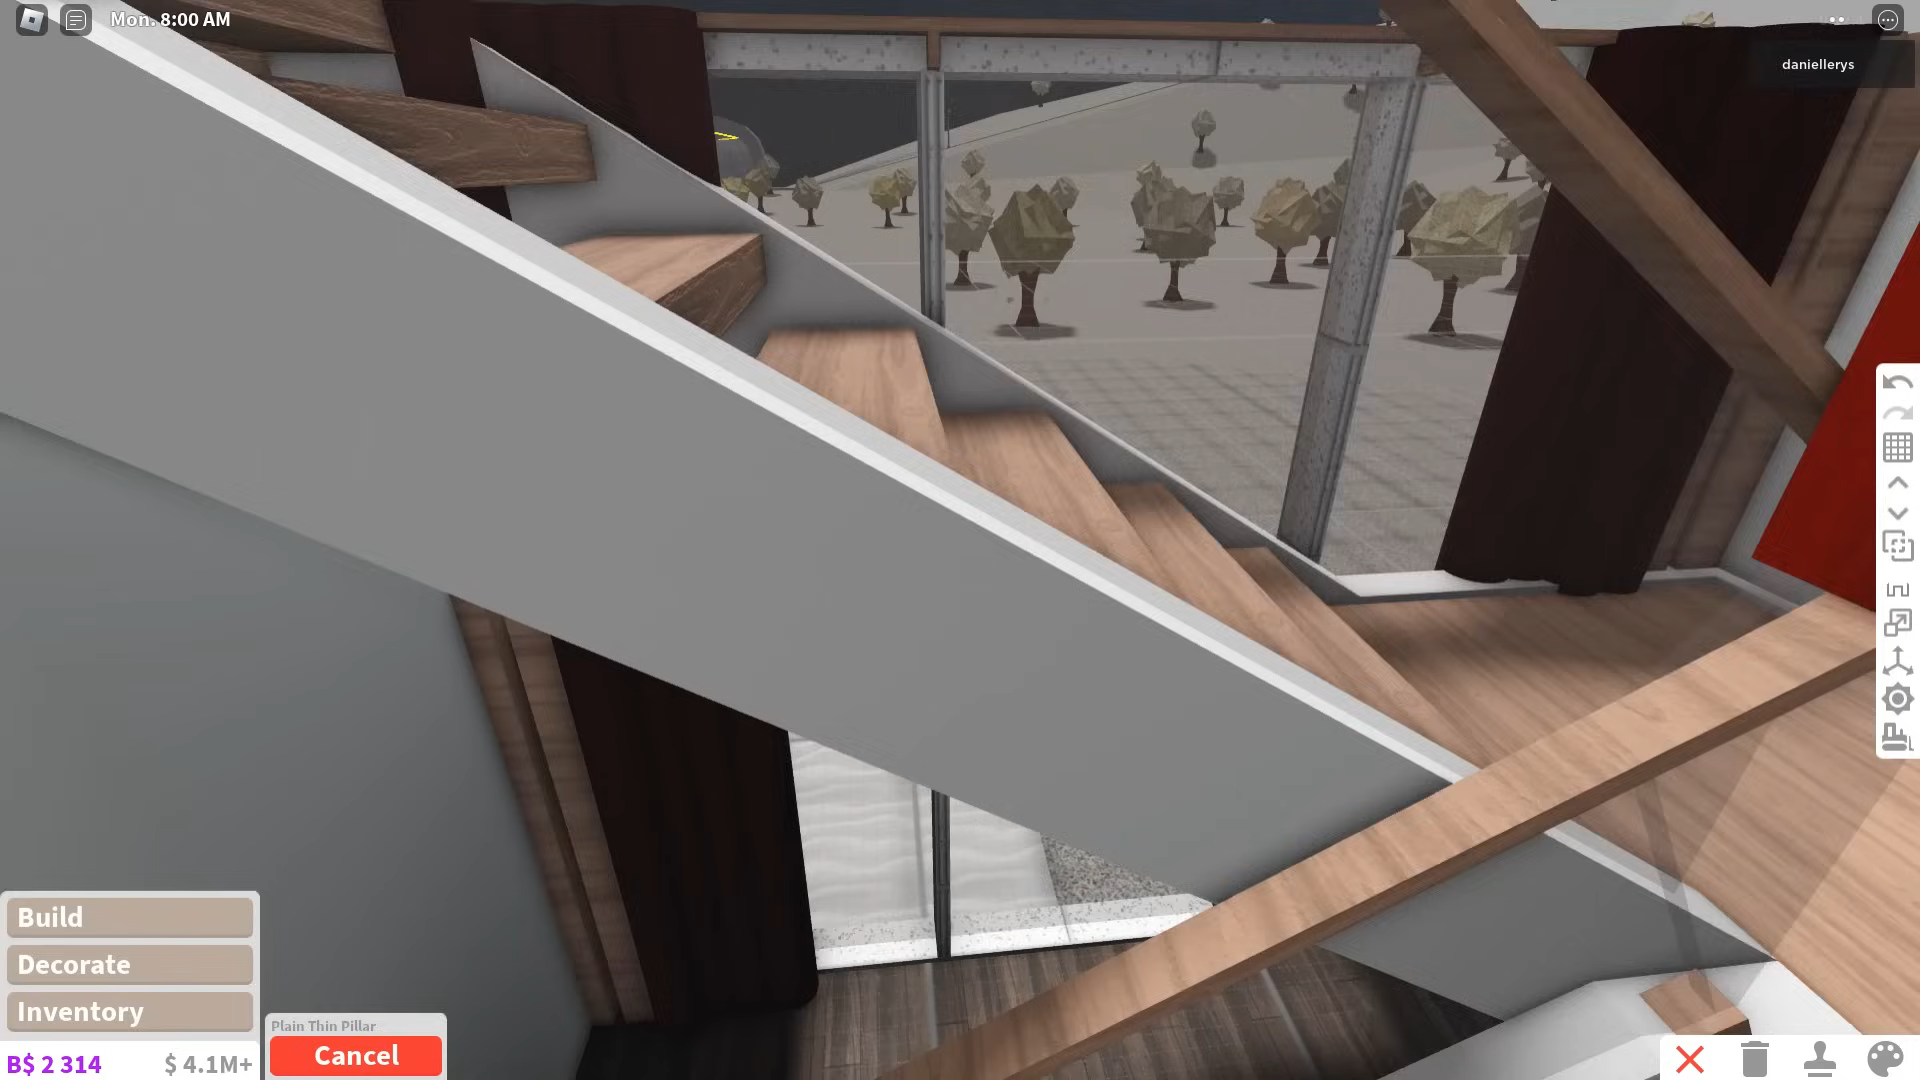 Mon. 8:00 AM
daniellerys
Build
Decorate
Inventory
B$ 2 314
$ 4.1M+
Plain Thin Pillar
Cancel